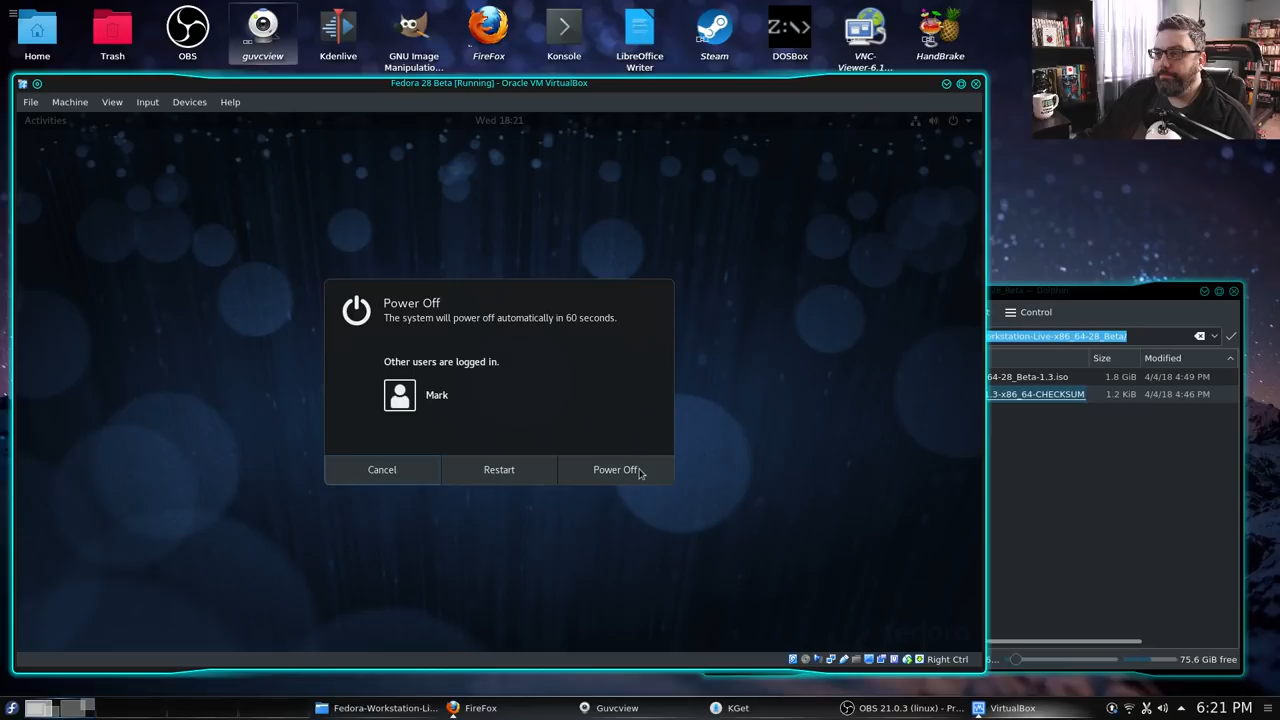 Home
Trash
OBS
guvcview
Kdenlive
GNU Image
Manipulatio...
FireFox
Konsole
LibreOffice
Writer
Steam
Z:\>
DOSBox
VNC-
Viewer-6.1...
HandBrake
Fedora 28 Beta [Running] - Oracle VM VirtualBox
File Machine View Input Devices Help
Activities
Wed 18:21
Power Off
The system will power off automatically in 60 seconds.
Other users are logged in.
Mark
Cancel
Restart
Power Off
28_Beta — Dolphin
Control
orkstation-Live-x86_64-28_Beta/
Size
Modified
64-28_Beta-1.3.iso 1.8 GiB 4/4/18 4:49 PM
1.3-x86_64-CHECKSUM 1.2 KiB 4/4/18 4:46 PM
75.6 GiB free
Right Ctrl
Fedora-Workstation-Li...
FireFox
Guvcview
KGet
OBS 21.0.3 (linux) - Pr...
VirtualBox
6:21 PM